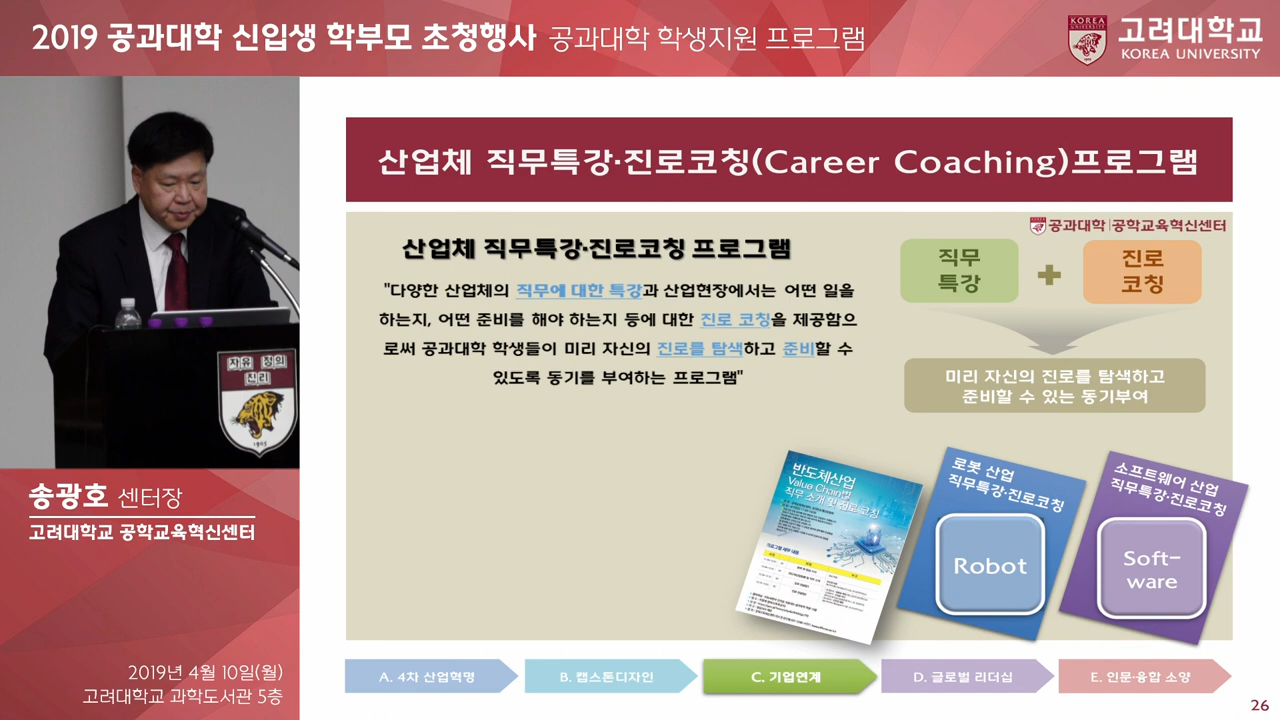 2019 공과대학 신입생 학부모 초청행사 공과대학 학생지원 프로그램
KOREA
1905
고려대학교
KOREA UNIVERSITY
산업체 직무특강·진로코칭(Career Coaching)프로그램
공과대학 | 공학교육혁신센터
산업체 직무특강·진로코칭 프로그램
"다양한 산업체의 직무에 대한 특강과 산업현장에서는 어떤 일을
하는지, 어떤 준비를 해야 하는지 등에 대한 진로 코칭을 제공함으
로써 공과대학 학생들이 미리 자신의 진로를 탐색하고 준비할 수
있도록 동기를 부여하는 프로그램"
직무
특강
+
진로
코칭
미리 자신의 진로를 탐색하고
준비할 수 있는 동기부여
반도체산업
Value Chain별
직무 소개 및 진로 코칭
로봇 산업
직무특강·진로코칭
Robot
소프트웨어 산업
직무특강·진로코칭
Soft-
ware
자유 정의
진리
1905
송광호 센터장
고려대학교 공학교육혁신센터
2019년 4월 10일(월)
고려대학교 과학도서관 5층
A. 4차 산업혁명
B. 캡스톤디자인
C. 기업연계
D. 글로벌 리더십
E. 인문·융합 소양
26